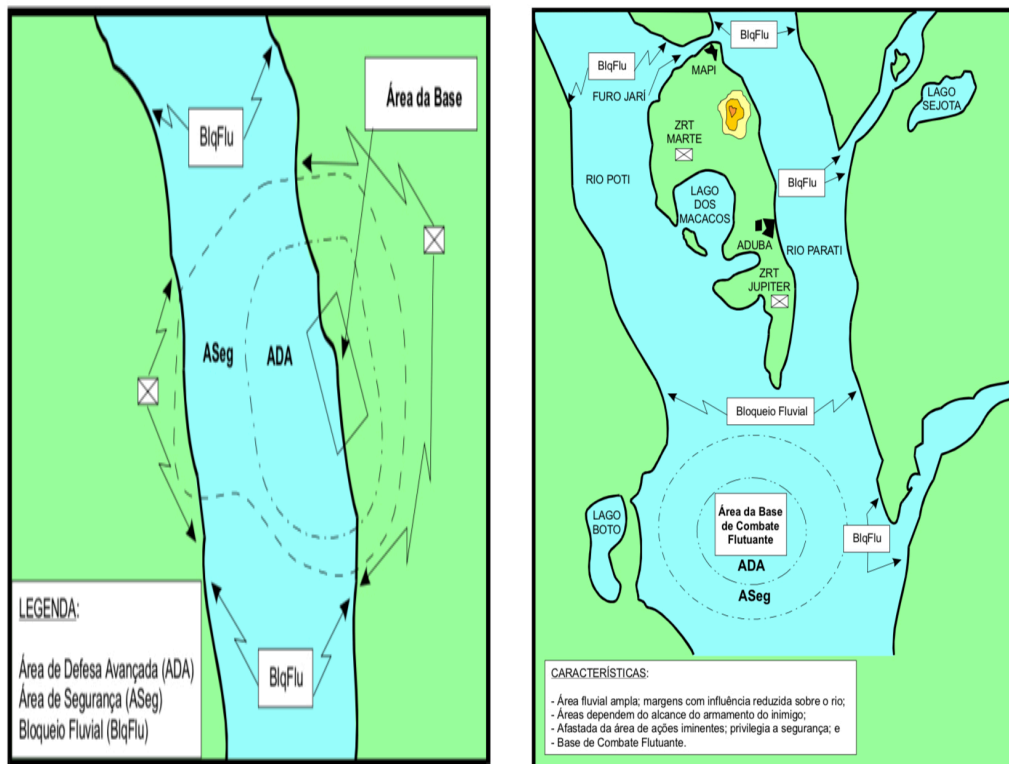 BlqFlu
Área da Base
ASeg
ADA
BlqFlu
LEGENDA:
Área de Defesa Avançada (ADA)
Área de Segurança (ASeg)
Bloqueio Fluvial (BlqFlu)
BlqFlu
BlqFlu
MAPI
FURO JARÍ
LAGO
SEJOTA
ZRT
MARTE
RIO POTI
BlqFlu
LAGO
DOS
MACACOS
ADUBA
RIO PARATI
ZRT
JUPITER
Bloqueio Fluvial
LAGO
BOTO
Área da Base
de Combate
Flutuante
ADA
ASeg
BlqFlu
CARACTERÍSTICAS:
- Área fluvial ampla; margens com influência reduzida sobre o rio;
- Áreas dependem do alcance do armamento do inimigo;
- Afastada da área de ações iminentes; privilegia a segurança; e
- Base de Combate Flutuante.